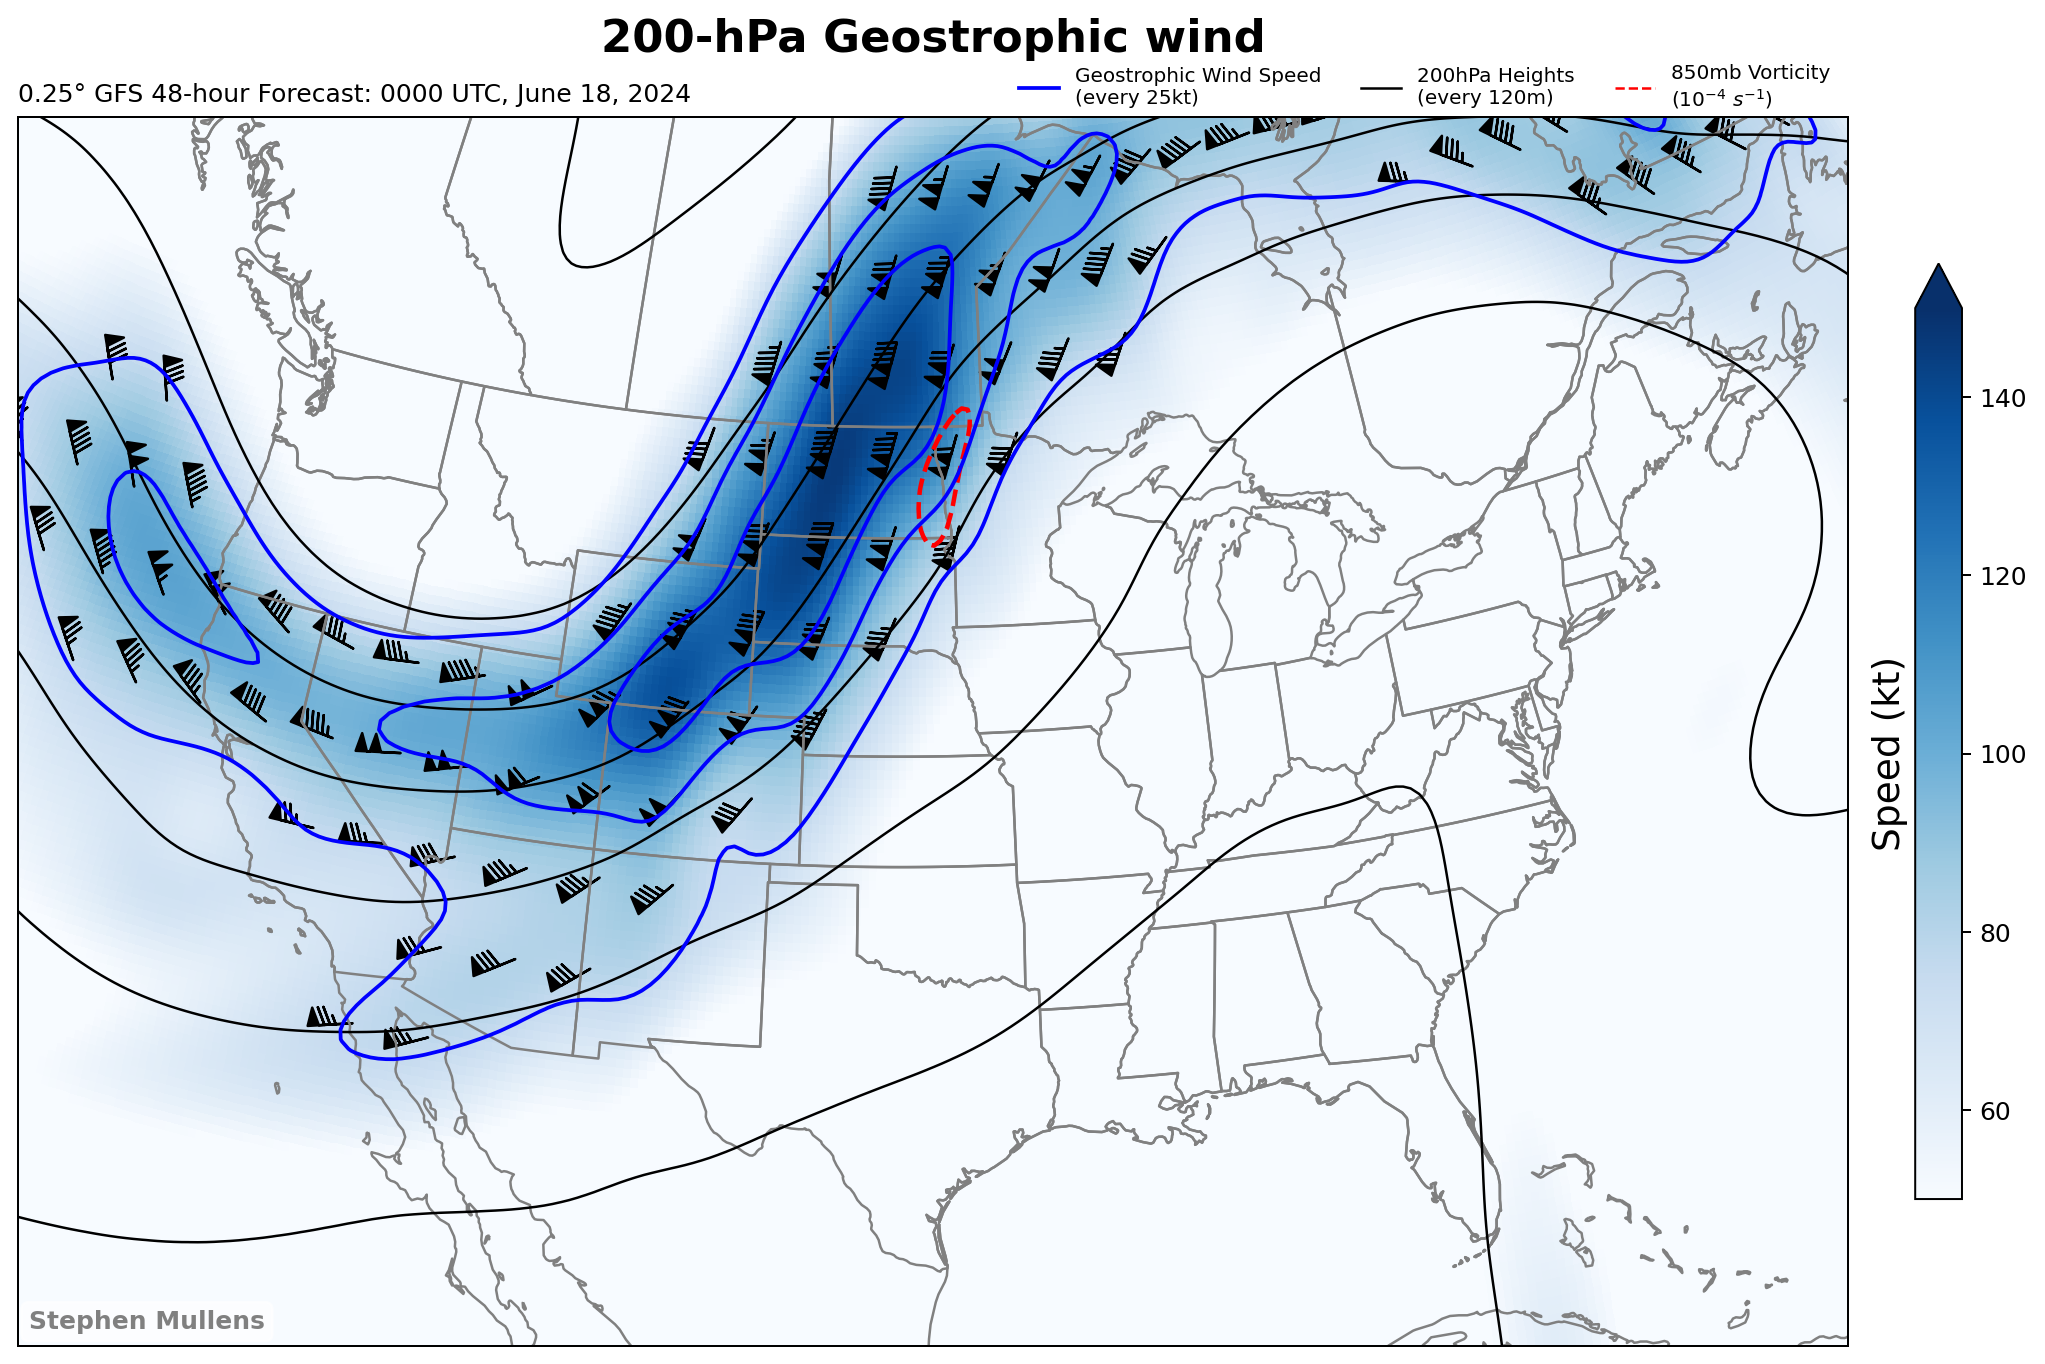 200-hPa Geostrophic wind
0.25° GFS 48-hour Forecast: 0000 UTC, June 18, 2024
Geostrophic Wind Speed
(every 25kt)
200hPa Heights
(every 120m)
850mb Vorticity
(10⁻⁴ s⁻¹)
140
120
100
80
60
Speed (kt)
Stephen Mullens